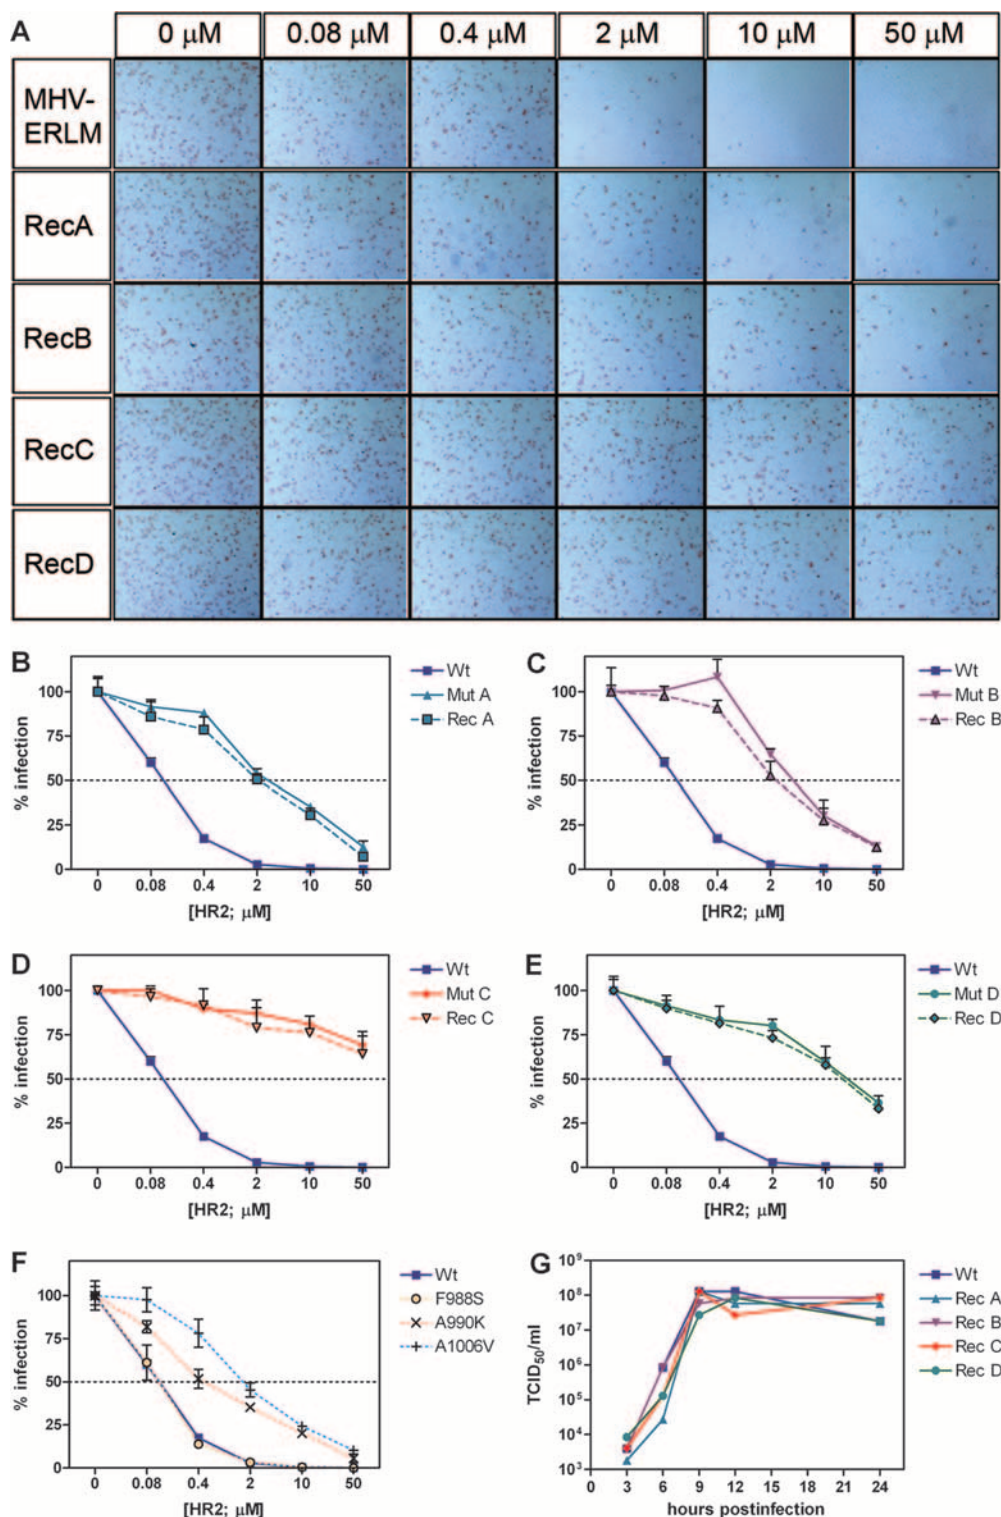 A
0 µM 0.08 µM 0.4 µM 2 µM 10 µM 50 µM
MHV-
ERLM
RecA
RecB
RecC
RecD
B
% infection
100
75
50
25
0
0 0.08 0.4 2 10 50
[HR2; µM]
Wt
Mut A
Rec A
C
% infection
100
75
50
25
0
0 0.08 0.4 2 10 50
[HR2; µM]
Wt
Mut B
Rec B
D
% infection
100
75
50
25
0
0 0.08 0.4 2 10 50
[HR2; µM]
Wt
Mut C
Rec C
E
% infection
100
75
50
25
0
0 0.08 0.4 2 10 50
[HR2; µM]
Wt
Mut D
Rec D
F
% infection
100
75
50
25
0
0 0.08 0.4 2 10 50
[HR2; µM]
Wt
F988S
A990K
A1006V
G
TCID50/ml
10⁹
10⁸
10⁷
10⁶
10⁵
10⁴
10³
0 3 6 9 12 15 18 21 24
hours postinfection
Wt
Rec A
Rec B
Rec C
Rec D